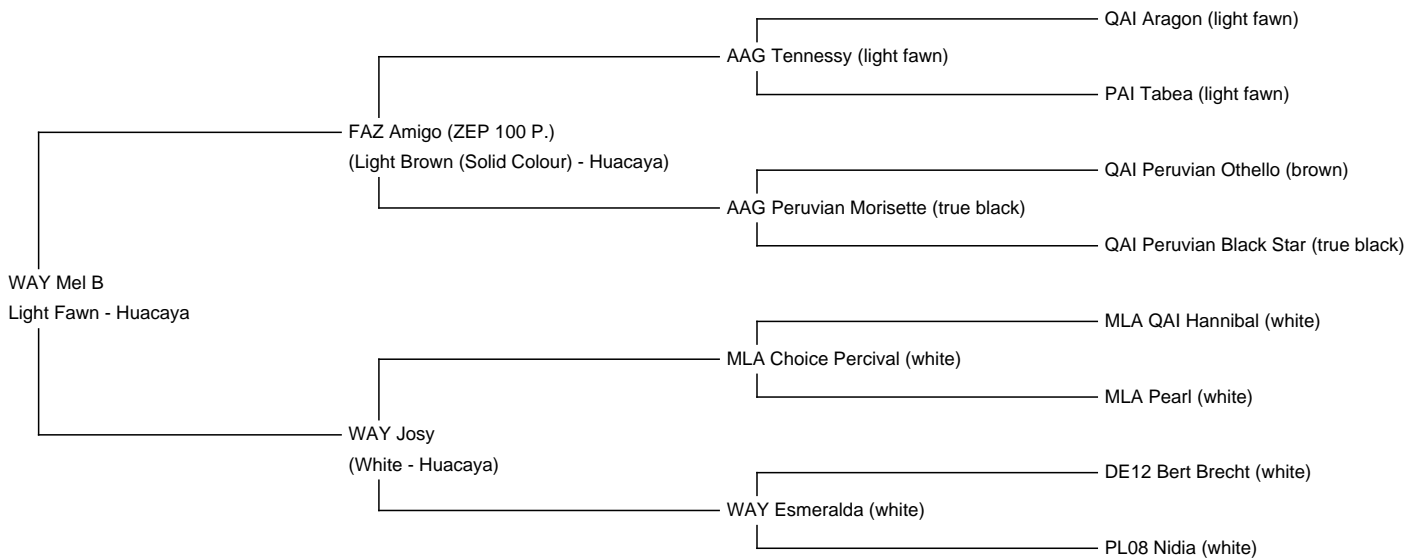 QAI Aragon (light fawn)
AAG Tennessy (light fawn)
PAI Tabea (light fawn)
FAZ Amigo (ZEP 100 P.)
(Light Brown (Solid Colour) - Huacaya)
QAI Peruvian Othello (brown)
AAG Peruvian Morisette (true black)
QAI Peruvian Black Star (true black)
WAY Mel B
Light Fawn - Huacaya
MLA QAI Hannibal (white)
MLA Choice Percival (white)
MLA Pearl (white)
WAY Josy
(White - Huacaya)
DE12 Bert Brecht (white)
WAY Esmeralda (white)
PL08 Nidia (white)